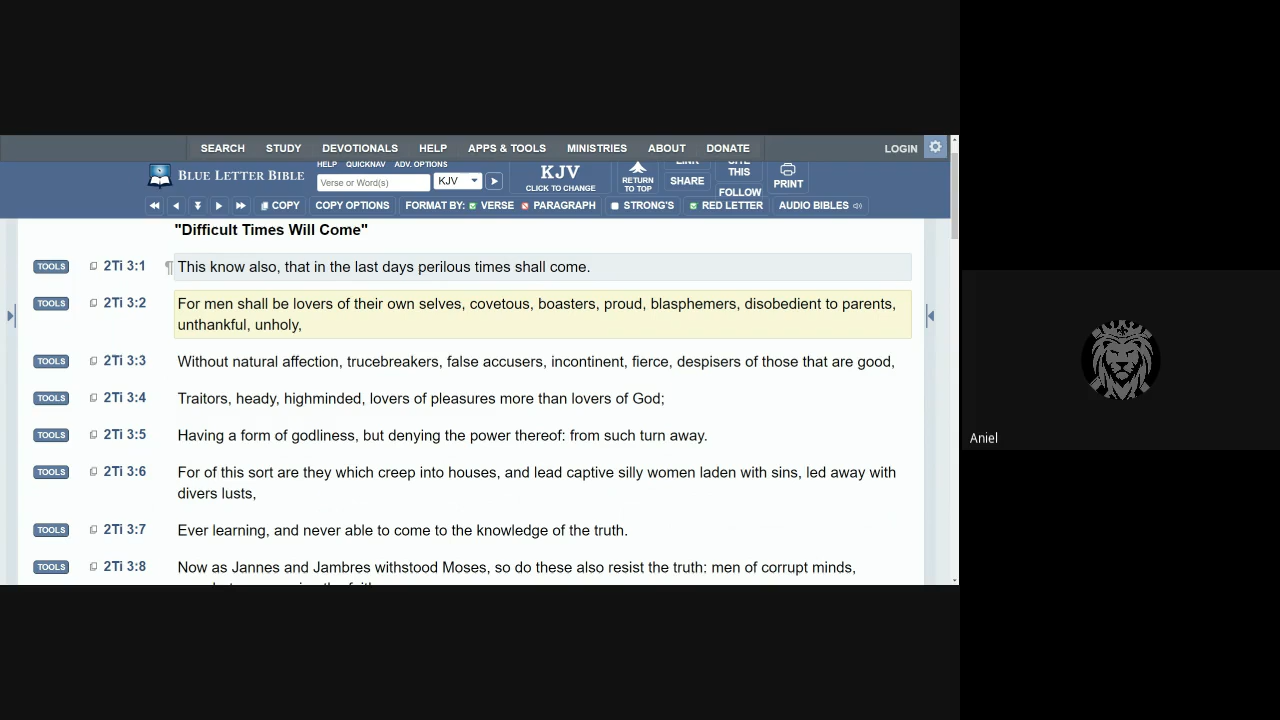 SEARCH STUDY DEVOTIONALS HELP APPS & TOOLS MINISTRIES ABOUT DONATE LOGIN
HELP QUICKNAV ADV. OPTIONS
BLUE LETTER BIBLE
Verse or Word(s) KJV
KJV
CLICK TO CHANGE
RETURN
TO TOP
LINK
SHARE
CITE
THIS
FOLLOW
PRINT
COPY COPY OPTIONS FORMAT BY: VERSE PARAGRAPH STRONG'S RED LETTER AUDIO BIBLES
"Difficult Times Will Come"
TOOLS 2Ti 3:1 ¶ This know also, that in the last days perilous times shall come.
TOOLS 2Ti 3:2 For men shall be lovers of their own selves, covetous, boasters, proud, blasphemers, disobedient to parents,
unthankful, unholy,
TOOLS 2Ti 3:3 Without natural affection, trucebreakers, false accusers, incontinent, fierce, despisers of those that are good,
TOOLS 2Ti 3:4 Traitors, heady, highminded, lovers of pleasures more than lovers of God;
TOOLS 2Ti 3:5 Having a form of godliness, but denying the power thereof: from such turn away.
TOOLS 2Ti 3:6 For of this sort are they which creep into houses, and lead captive silly women laden with sins, led away with
divers lusts,
TOOLS 2Ti 3:7 Ever learning, and never able to come to the knowledge of the truth.
TOOLS 2Ti 3:8 Now as Jannes and Jambres withstood Moses, so do these also resist the truth: men of corrupt minds,
Aniel